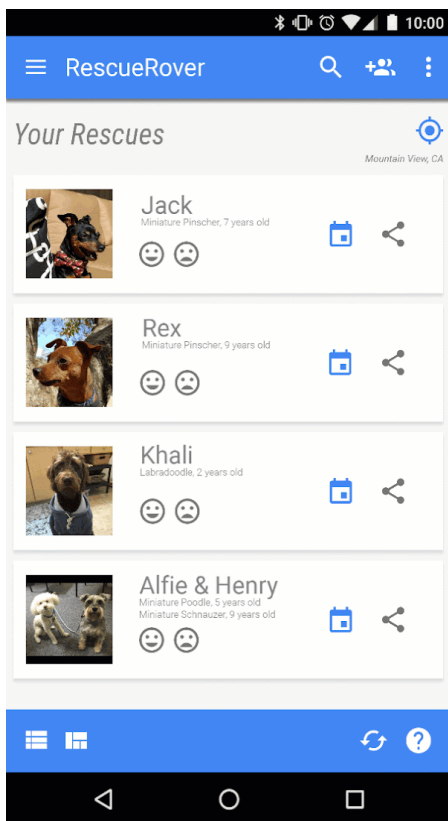 10:00
RescueRover
Your Rescues
Mountain View, CA
Jack
Miniature Pinscher, 7 years old
Rex
Miniature Pinscher, 9 years old
Khali
Labradoodle, 2 years old
Alfie & Henry
Miniature Poodle, 5 years old
Miniature Schnauzer, 9 years old